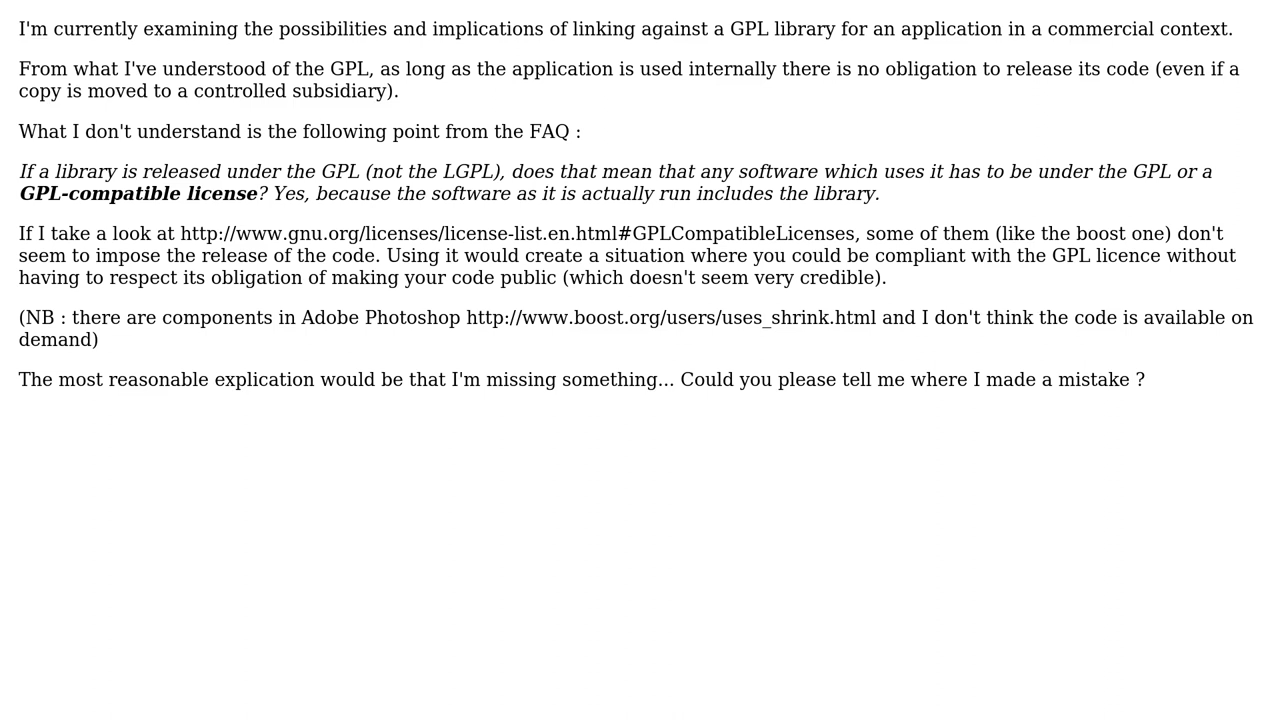 I'm currently examining the possibilities and implications of linking against a GPL library for an application in a commercial context.
From what I've understood of the GPL, as long as the application is used internally there is no obligation to release its code (even if a
copy is moved to a controlled subsidiary).
What I don't understand is the following point from the FAQ :
If a library is released under the GPL (not the LGPL), does that mean that any software which uses it has to be under the GPL or a
GPL-compatible license? Yes, because the software as it is actually run includes the library.
If I take a look at http://www.gnu.org/licenses/license-list.en.html#GPLCompatibleLicenses, some of them (like the boost one) don't
seem to impose the release of the code. Using it would create a situation where you could be compliant with the GPL licence without
having to respect its obligation of making your code public (which doesn't seem very credible).
(NB : there are components in Adobe Photoshop http://www.boost.org/users/uses_shrink.html and I don't think the code is available on
demand)
The most reasonable explication would be that I'm missing something... Could you please tell me where I made a mistake ?